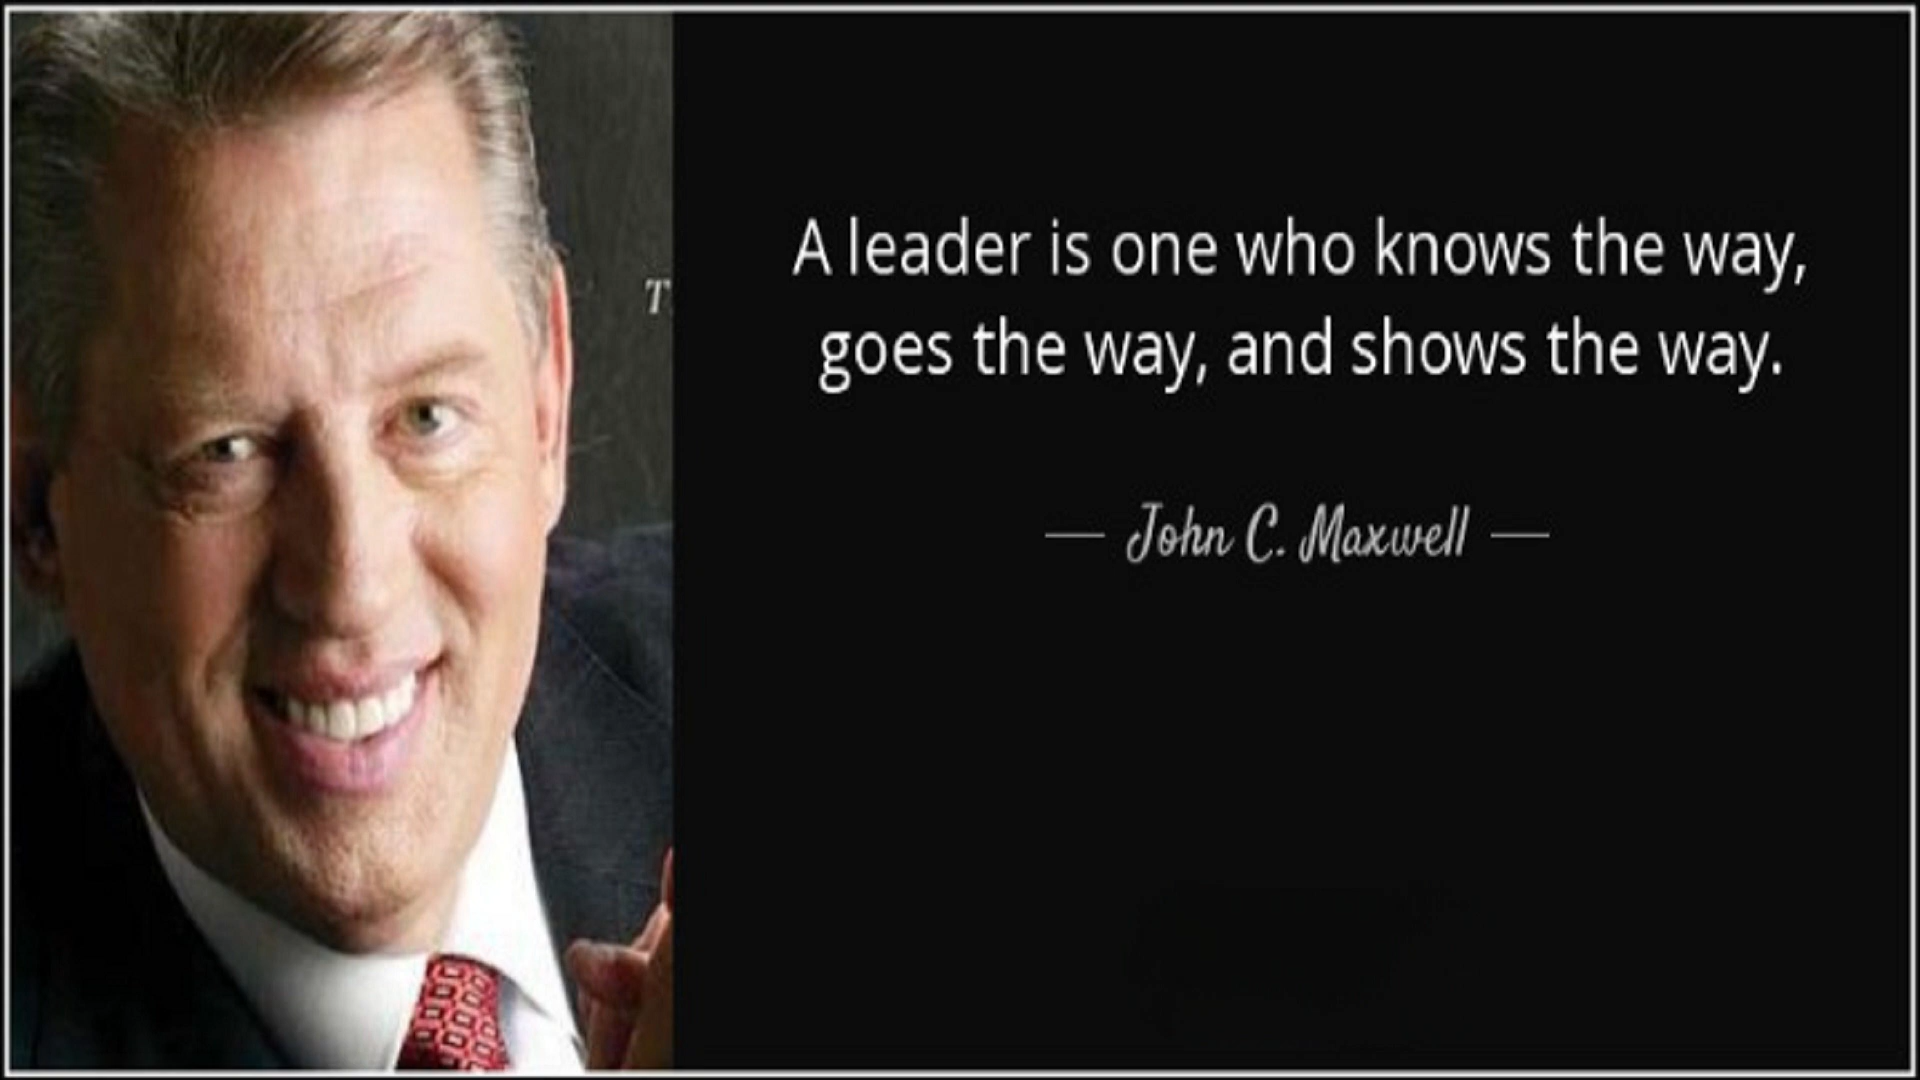 A leader is one who knows the way,
goes the way, and shows the way.
— John C. Maxwell —
T